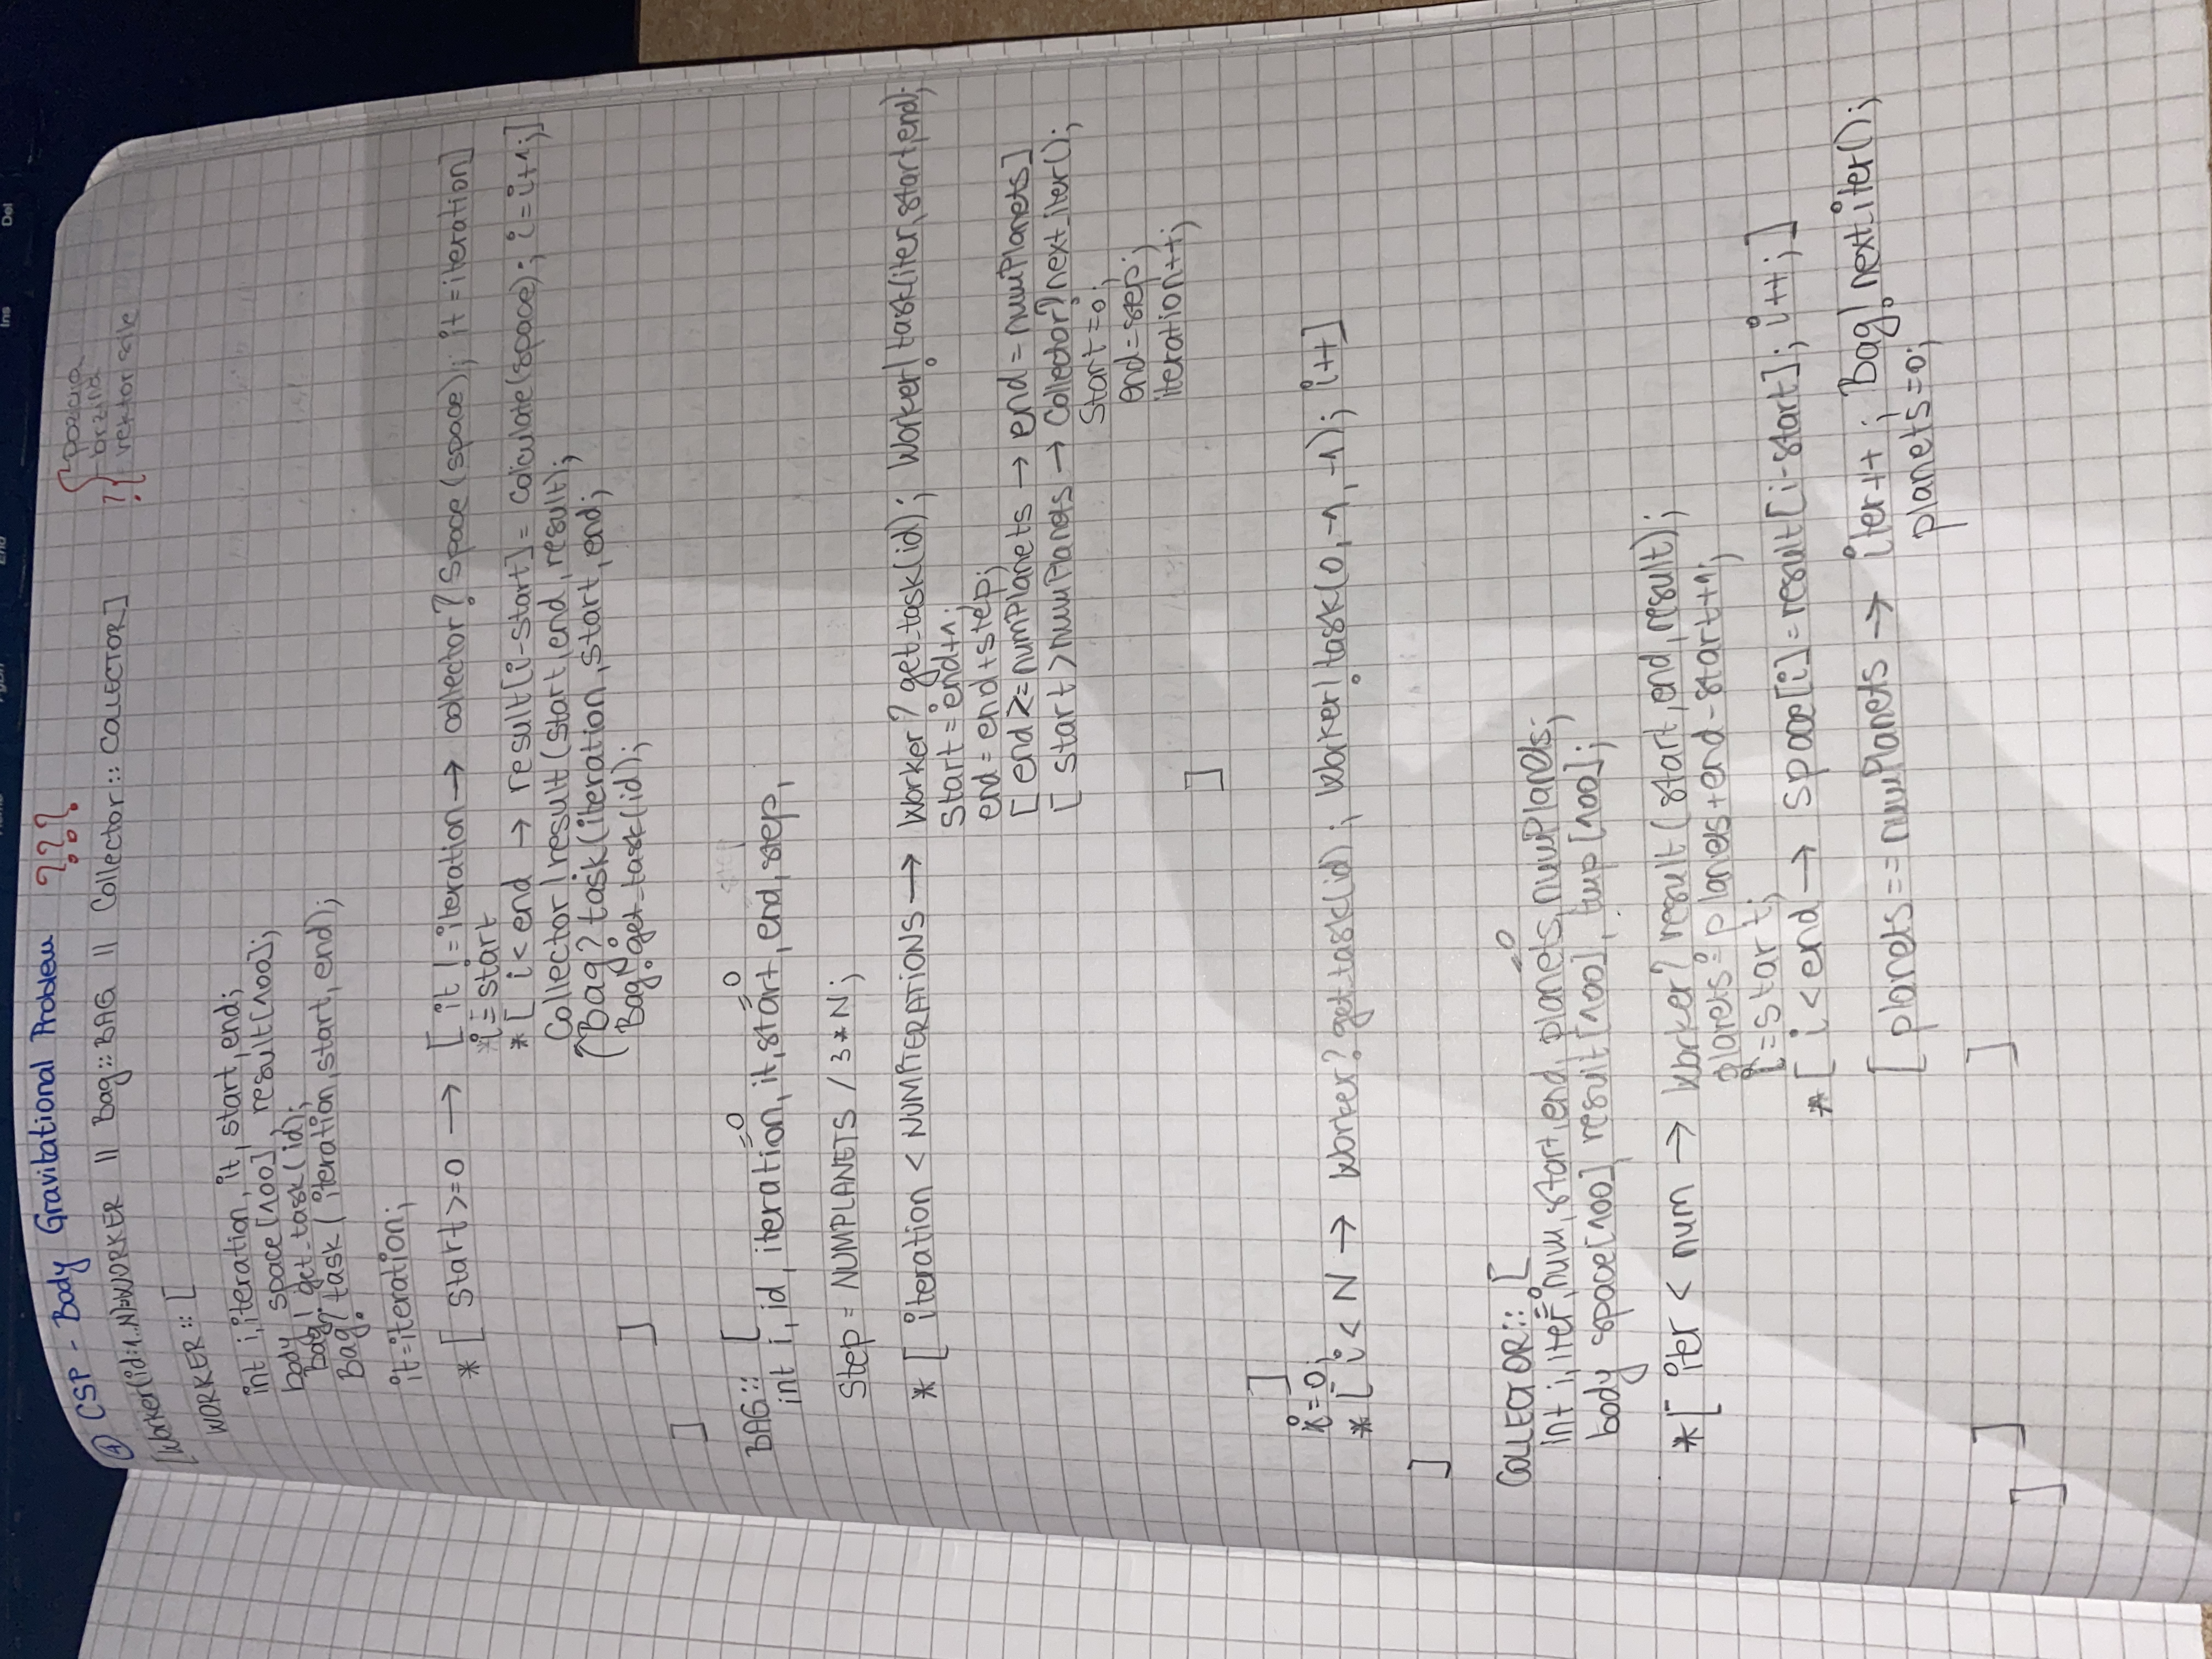 ④ CSP - Body Gravitational Problem ???
pozicija
brzina
? vektor sile
[Worker(id:1..N)::WORKER || Bag::BAG || Collector::COLLECTOR]
WORKER:: [
int i, iteration, it, start, end;
body space[100], result[100];
Bag! get_task(id);
Bag? task(iteration, start, end);
it=iteration;
*[ start>=0 → [ it != iteration → collector? Space(space); it = iteration]
i = start
*[ i < end → result[i-start] = Calculate(space); i = i+1;]
Collector! result(start, end, result);
Bag? task(iteration, start, end;
Bag! get_task(id);
]
]
BAG:: [
=0 =0
int i, id, iteration, it, start, end, step,
Step = NUMPLANETS / 3*N;
*[ iteration < NUMITERATIONS → Worker? get_task(id); Worker! task(iter, start, end);
Start = end+1;
end = end+step;
[ end >= numPlanets → end = numPlanets]
[ start > numPlanets → Collector? next_iter();
Start = 0;
end = step;
iteration++;
]
]
i = 0;
*[ i < N → Worker? get_task(id); Worker! task(0, -1, -1); i++]
]
COLLECTOR:: [
=0 =0
int i, iter, num, start, end, planets, numPlanets;
body space[100], result[100], tmp[100];
*[ iter < num → Worker? result(start, end, result);
planets = planets + end - start + 1;
i = start;
*[ i < end → space[i] = result[i-start]; i++; ]
[ planets == numPlanets → iter++; Bag! next_iter();
planets = 0;
]
]
]